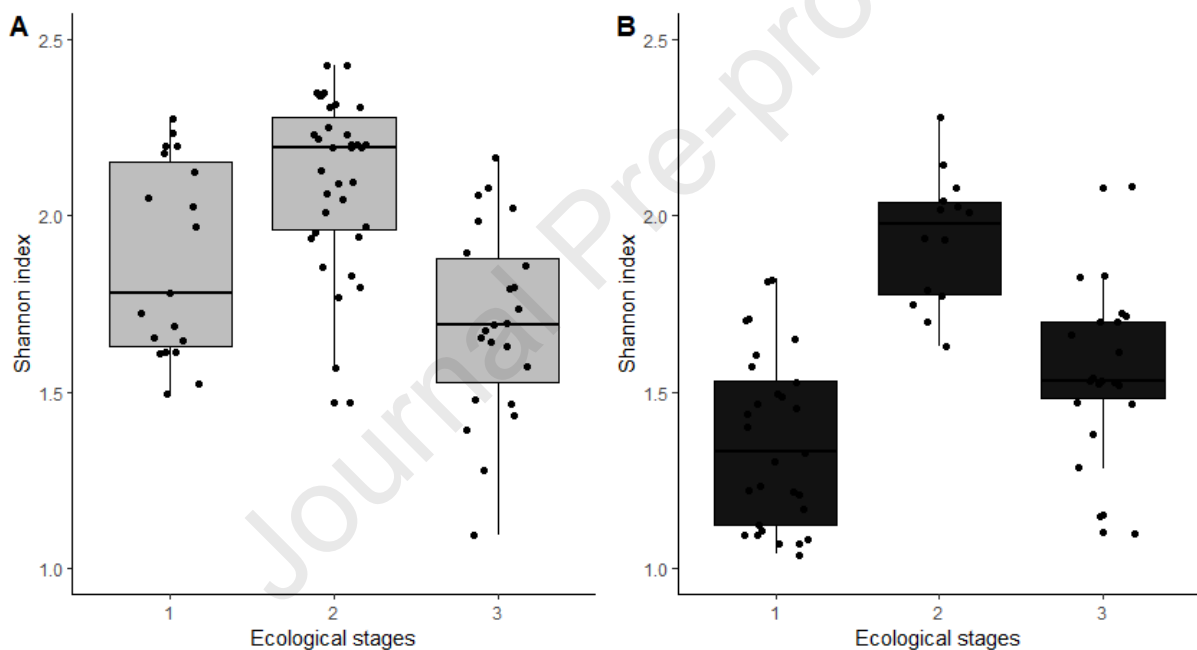 A
B
2.5
2.0
1.5
1.0
Shannon index
1
2
3
Ecological stages
2.5
2.0
1.5
1.0
Shannon index
1
2
3
Ecological stages
Journal Pre-pro